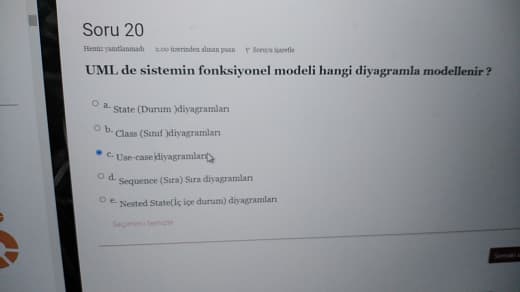 Soru 20
Henüz yanıtlanmadı 2,00 üzerinden alınan puan Soruyu işaretle
UML de sistemin fonksiyonel modeli hangi diyagramla modellenir ?
a. State (Durum )diyagramları
b. Class (Sınıf )diyagramları
c. Use-case diyagramları
d. Sequence (Sıra) Sıra diyagramları
e. Nested State(İç içe durum) diyagramları
Seçimimi temizle
Sonraki